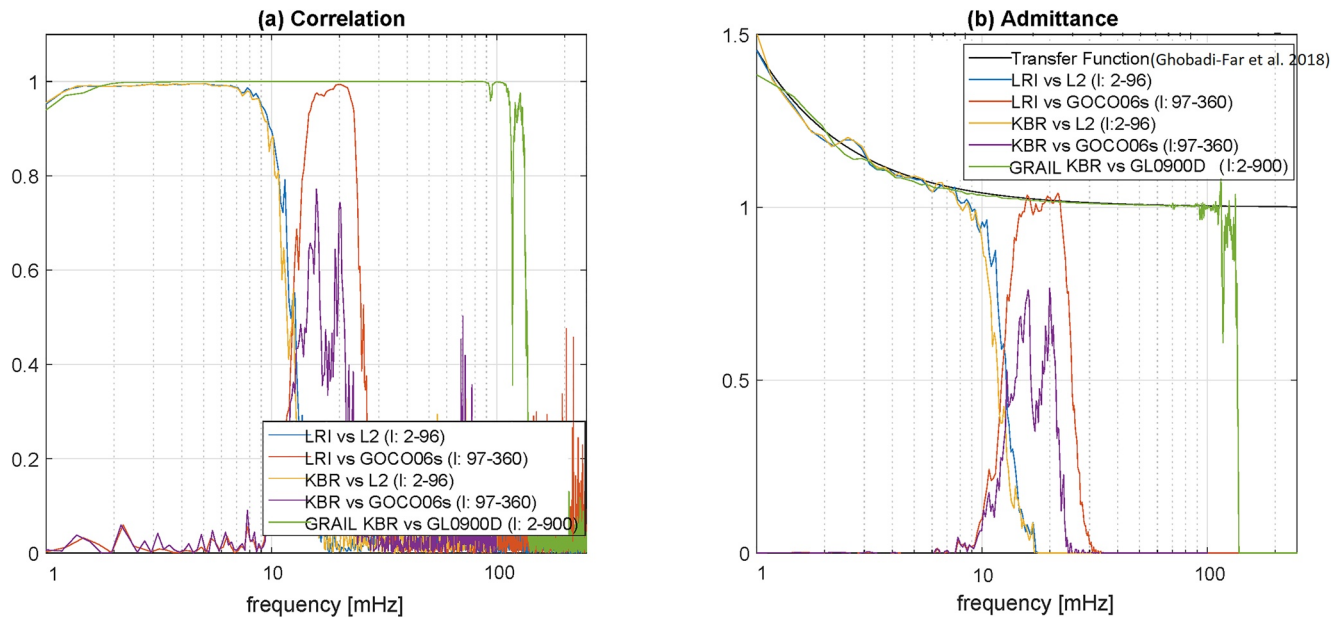 (a) Correlation
1
0.8
0.6
0.4
0.2
0
1
10
100
frequency [mHz]
LRI vs L2 (l: 2-96)
LRI vs GOCO06s (l: 97-360)
KBR vs L2 (l: 2-96)
KBR vs GOCO06s (l: 97-360)
GRAIL KBR vs GL0900D (l: 2-900)
(b) Admittance
1.5
1
0.5
0
1
10
100
frequency [mHz]
Transfer Function(Ghobadi-Far et al. 2018)
LRI vs L2 (l: 2-96)
LRI vs GOCO06s (l: 97-360)
KBR vs L2 (l:2-96)
KBR vs GOCO06s (l:97-360)
GRAIL KBR vs GL0900D (l:2-900)